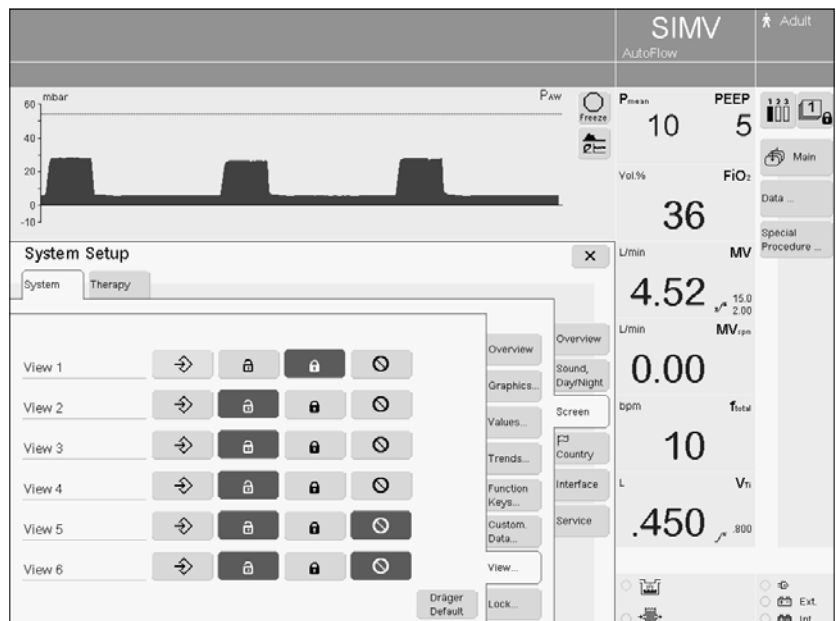 SIMV
AutoFlow
Adult
mbar
PAW
60
40
20
0
-10
Freeze
Pmean
PEEP
10
5
1 2 3
1
Main
Vol.%
FiO2
36
Data ...
Special
Procedure ...
System Setup
System
Therapy
L/min
MV
4.52
15.0
2.00
L/min
MVspn
0.00
bpm
ftotal
10
L
VTi
.450
.800
View 1
View 2
View 3
View 4
View 5
View 6
Dräger
Default
Overview
Graphics...
Values...
Trends...
Function
Keys...
Custom.
Data...
View...
Lock...
Overview
Sound,
Day/Night
Screen
Country
Interface
Service
Ext.
Int.